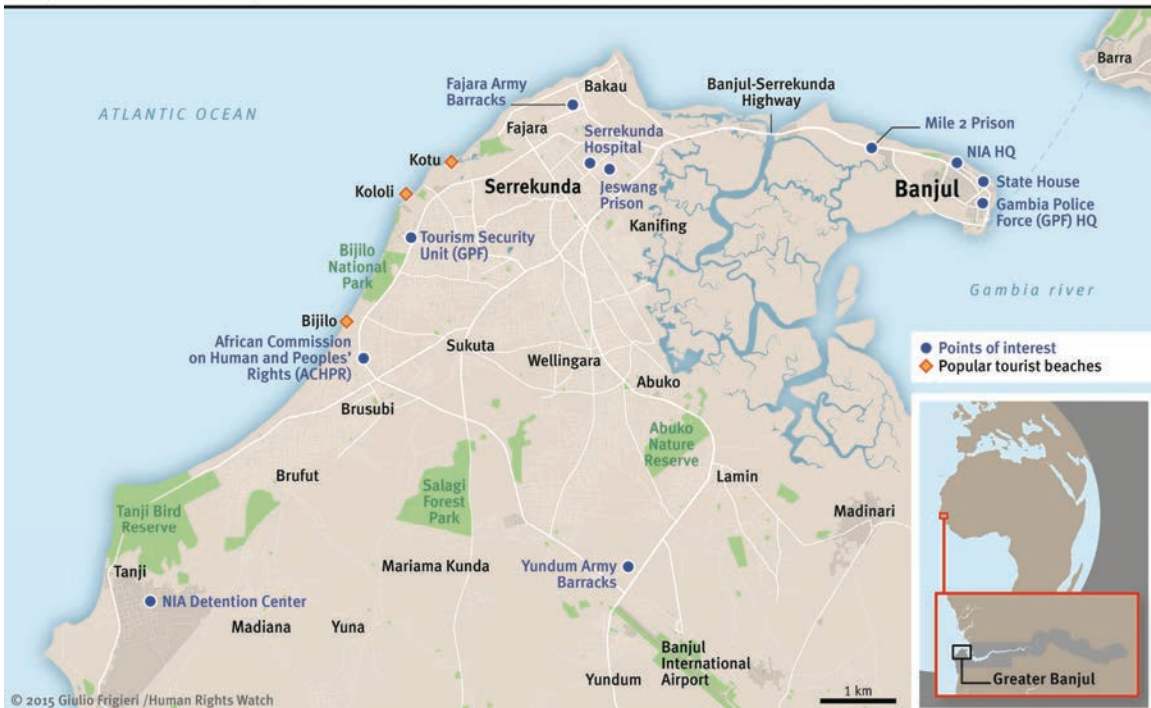 ATLANTIC OCEAN
Fajara Army
Barracks
Bakau
Banjul-Serrekunda
Highway
Barra
Fajara
Serrekunda
Hospital
Mile 2 Prison
Kotu
NIA HQ
Kololi
Serrekunda
Jeswang
Prison
Banjul
State House
Gambia Police
Force (GPF) HQ
Kanifing
Tourism Security
Unit (GPF)
Bijilo
National
Park
Gambia river
Bijilo
African Commission
on Human and Peoples'
Rights (ACHPR)
Sukuta
Wellingara
Abuko
Points of interest
Popular tourist beaches
Brusubi
Abuko
Nature
Reserve
Brufut
Salagi
Forest
Park
Lamin
Tanji Bird
Reserve
Madinari
Tanji
Mariama Kunda
Yundum Army
Barracks
NIA Detention Center
Madiana
Yuna
Banjul
International
Airport
Yundum
Greater Banjul
1 km
© 2015 Giulio Frigieri /Human Rights Watch